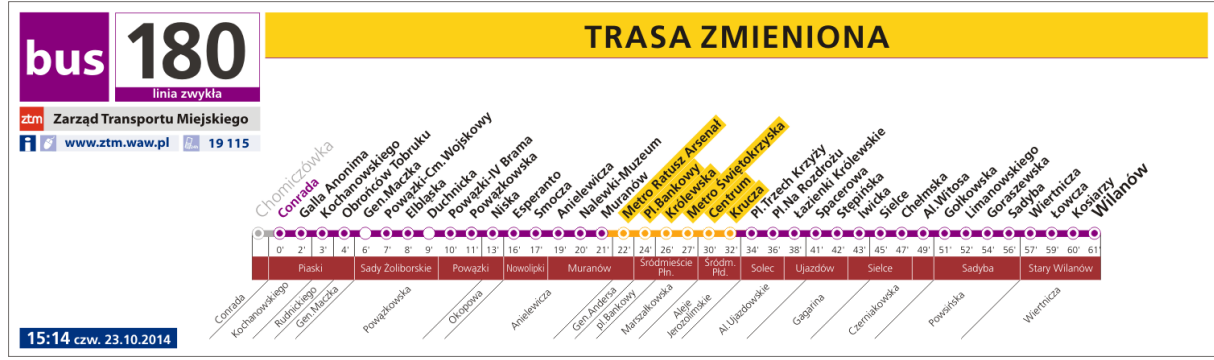 bus
180
linia zwykła
TRASA ZMIENIONA
ztm Zarząd Transportu Miejskiego
i www.ztm.waw.pl 19 115
Chomiczówka
Conrada
Galla Anonima
Kochanowskiego
Obrońców Tobruku
Gen.Maczka
Powązki-Cm.Wojskowy
Elbląska
Duchnicka
Powązki-IV Brama
Powązkowska
Niska
Esperanto
Smocza
Anielewicza
Nalewki-Muzeum
Muranów
Metro Ratusz Arsenał
Pl.Bankowy
Królewska
Metro Świętokrzyska
Centrum
Krucza
Pl.Trzech Krzyży
Pl.Na Rozdrożu
Łazienki Królewskie
Spacerowa
Stępińska
Iwicka
Sielce
Chełmska
Al.Witosa
Gołkowska
Limanowskiego
Goraszewska
Sadyba
Wiertnicza
Łowcza
Kosiarzy
Wilanów
0' 2' 3' 4' 6' 7' 8' 9' 10' 11' 13' 16' 17' 19' 20' 21' 22' 24' 26' 27' 30' 32' 34' 36' 38' 41' 42' 43' 45' 47' 49' 51' 52' 54' 56' 57' 59' 60' 61'
Piaski Sady Żoliborskie Powązki Nowolipki Muranów Śródmieście Płn. Śródm. Płd. Solec Ujazdów Sielce Sadyba Stary Wilanów
Conrada
Kochanowskiego
Rudnickiego
Gen.Maczka
Powązkowska
Okopowa
Anielewicza
Gen.Andersa
pl.Bankowy
Marszałkowska
Aleje
Jerozolimskie
Al.Ujazdowskie
Gagarina
Czerniakowska
Powsińska
Wiertnicza
15:14 czw. 23.10.2014